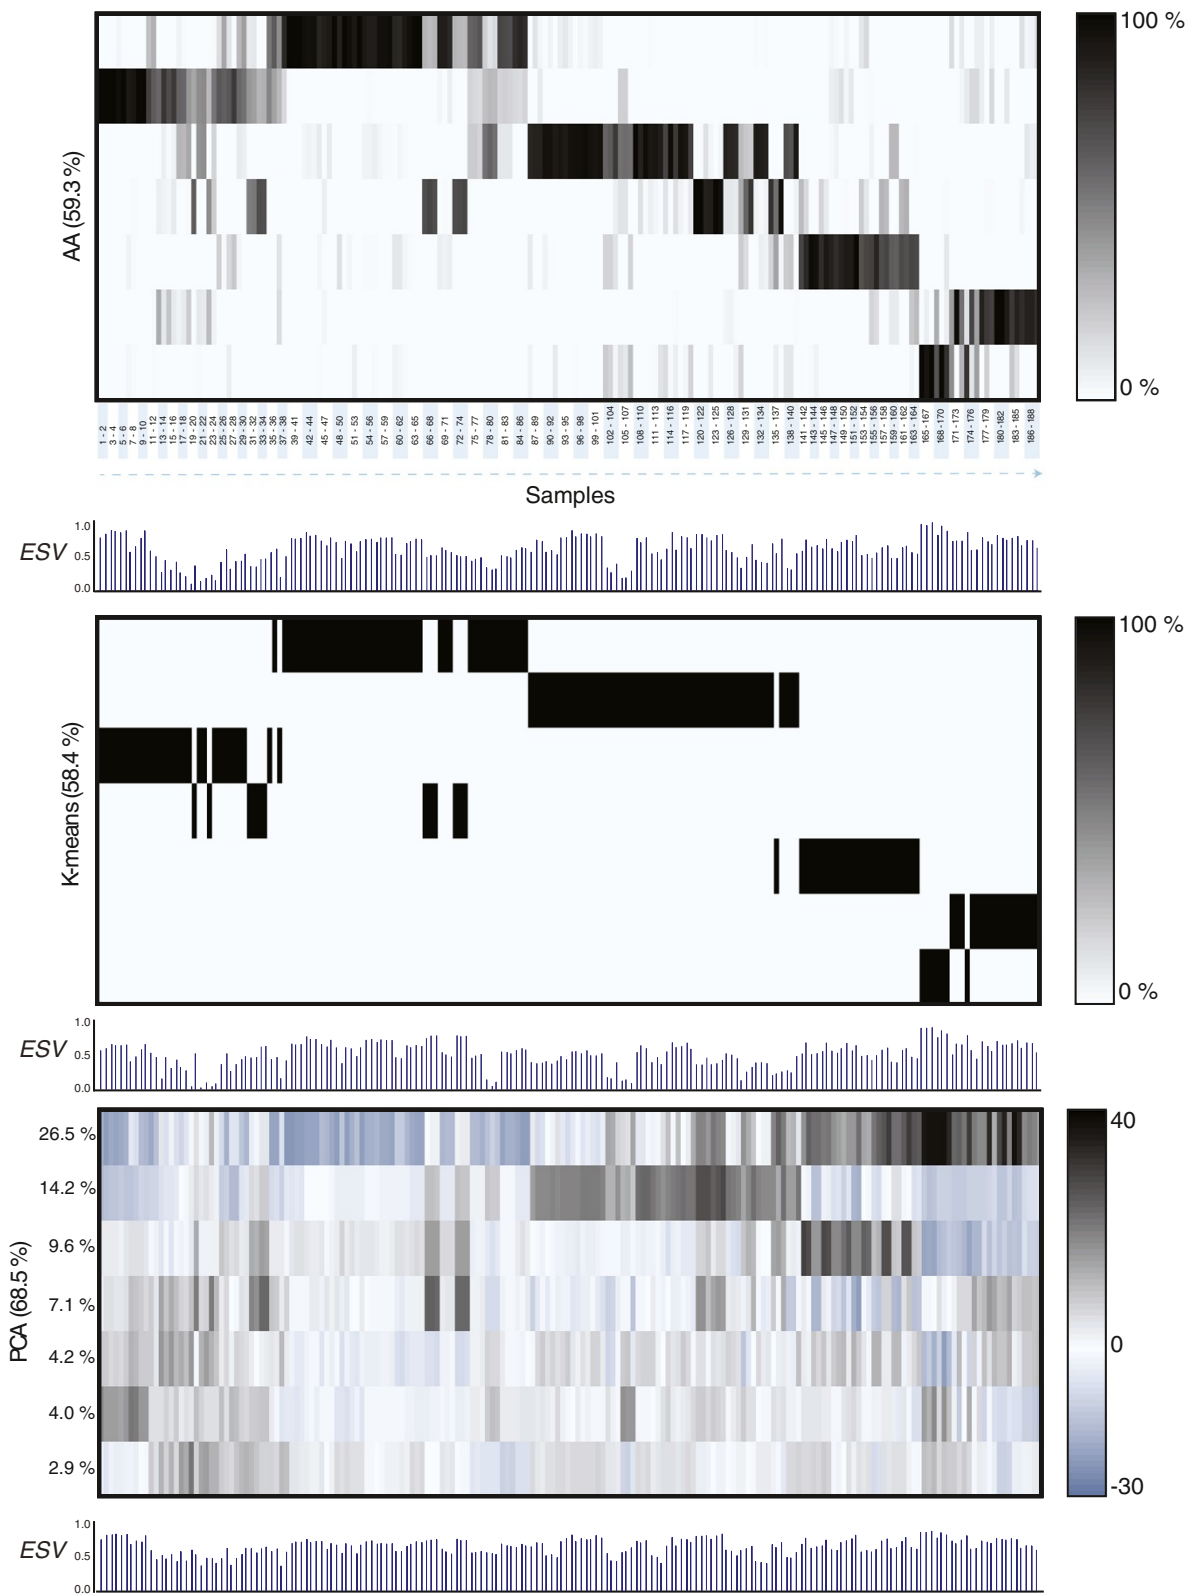 100 %
AA (59.3 %)
0 %
1 - 2
3 - 4
5 - 6
7 - 8
9 - 10
11 - 12
13 - 14
15 - 16
17 - 18
19 - 20
21 - 22
23 - 24
25 - 26
27 - 28
29 - 30
31 - 32
33 - 34
35 - 36
37 - 38
39 - 41
42 - 44
45 - 47
48 - 50
51 - 53
54 - 56
57 - 59
60 - 62
63 - 65
66 - 68
69 - 71
72 - 74
75 - 77
78 - 80
81 - 83
84 - 86
87 - 89
90 - 92
93 - 95
96 - 98
99 - 101
102 - 104
105 - 107
108 - 110
111 - 113
114 - 116
117 - 119
120 - 122
123 - 125
126 - 128
129 - 131
132 - 134
135 - 137
138 - 140
141 - 142
143 - 144
145 - 146
147 - 148
149 - 150
151 - 152
153 - 154
155 - 156
157 - 158
159 - 160
161 - 162
163 - 164
165 - 167
168 - 170
171 - 173
174 - 176
177 - 179
180 - 182
183 - 185
186 - 188
Samples
1.0
ESV 0.5
0.0
100 %
K-means (58.4 %)
0 %
1.0
ESV 0.5
0.0
40
26.5 %
14.2 %
9.6 %
PCA (68.5 %)
7.1 %
0
4.2 %
4.0 %
2.9 %
-30
1.0
ESV 0.5
0.0